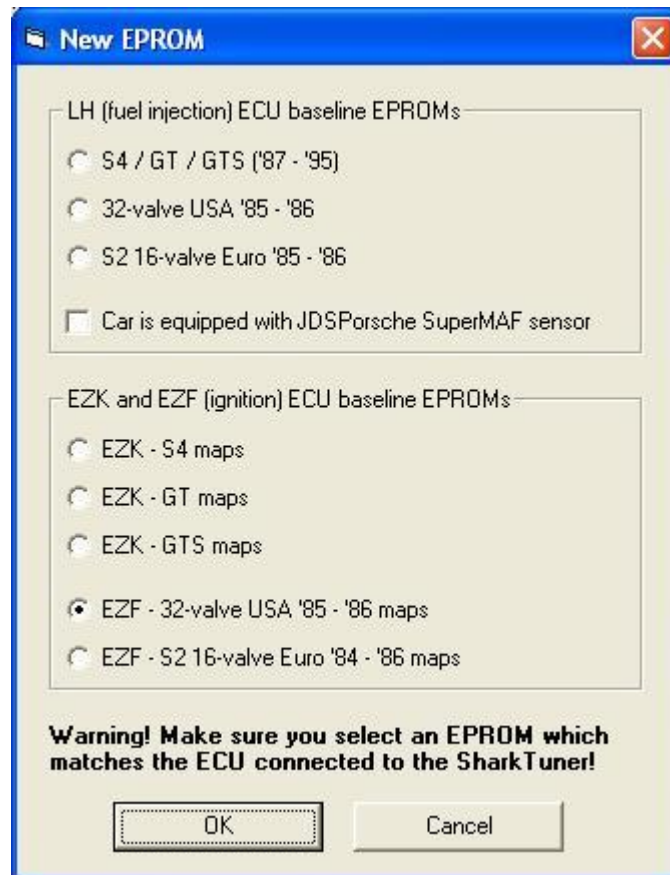 New EPROM
LH (fuel injection) ECU baseline EPROMs
S4 / GT / GTS ('87 - '95)
32-valve USA '85 - '86
S2 16-valve Euro '85 - '86
Car is equipped with JDSPorsche SuperMAF sensor
EZK and EZF (ignition) ECU baseline EPROMs
EZK - S4 maps
EZK - GT maps
EZK - GTS maps
EZF - 32-valve USA '85 - '86 maps
EZF - S2 16-valve Euro '84 - '86 maps
Warning! Make sure you select an EPROM which
matches the ECU connected to the SharkTuner!
OK Cancel